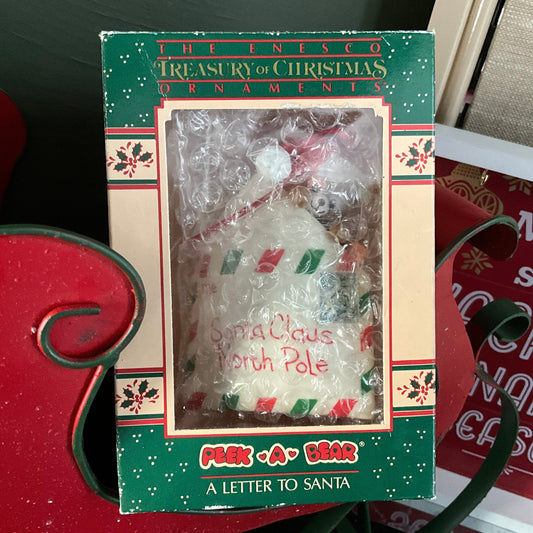 THE ENESCO
TREASURY OF CHRISTMAS
ORNAMENTS
Santa Claus
North Pole
PEEK·A·BEAR®
A LETTER TO SANTA